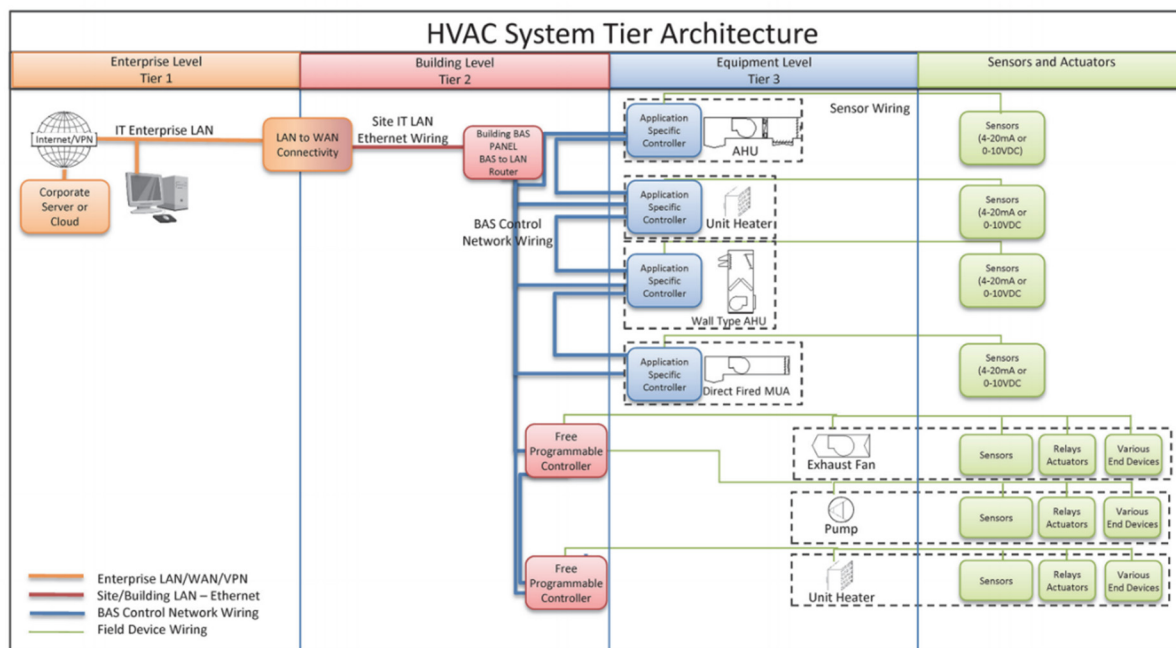 HVAC System Tier Architecture
Enterprise Level
Tier 1
Building Level
Tier 2
Equipment Level
Tier 3
Sensors and Actuators
Internet/VPN
IT Enterprise LAN
Corporate
Server or
Cloud
LAN to WAN
Connectivity
Site IT LAN
Ethernet Wiring
Building BAS
PANEL
BAS to LAN
Router
BAS Control
Network Wiring
Application
Specific
Controller
AHU
Sensor Wiring
Sensors
(4-20mA or
0-10VDC)
Application
Specific
Controller
Unit Heater
Sensors
(4-20mA or
0-10VDC
Application
Specific
Controller
Wall Type AHU
Sensors
(4-20mA or
0-10VDC
Application
Specific
Controller
Direct Fired MUA
Sensors
(4-20mA or
0-10VDC
Free
Programmable
Controller
Exhaust Fan
Sensors
Relays
Actuators
Various
End Devices
Pump
Sensors
Relays
Actuators
Various
End Devices
Free
Programmable
Controller
Unit Heater
Sensors
Relays
Actuators
Various
End Devices
Enterprise LAN/WAN/VPN
Site/Building LAN – Ethernet
BAS Control Network Wiring
Field Device Wiring